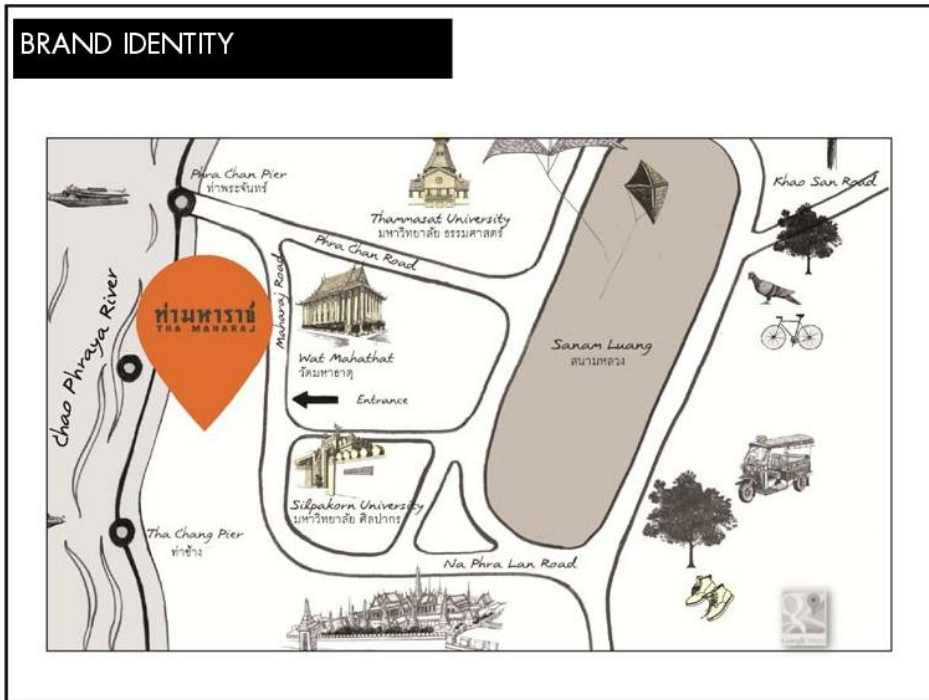 BRAND IDENTITY
Phra Chan Pier
ท่าพระจันทร์
Thammasat University
มหาวิทยาลัย ธรรมศาสตร์
Khao San Road
Phra Chan Road
Maharaj Road
Chao Phraya River
ท่ามหาราช
THA MAHARAJ
Wat Mahathat
วัดมหาธาตุ
Sanam Luang
สนามหลวง
Entrance
Silpakorn University
มหาวิทยาลัย ศิลปากร
Tha Chang Pier
ท่าช้าง
Na Phra Lan Road
Google